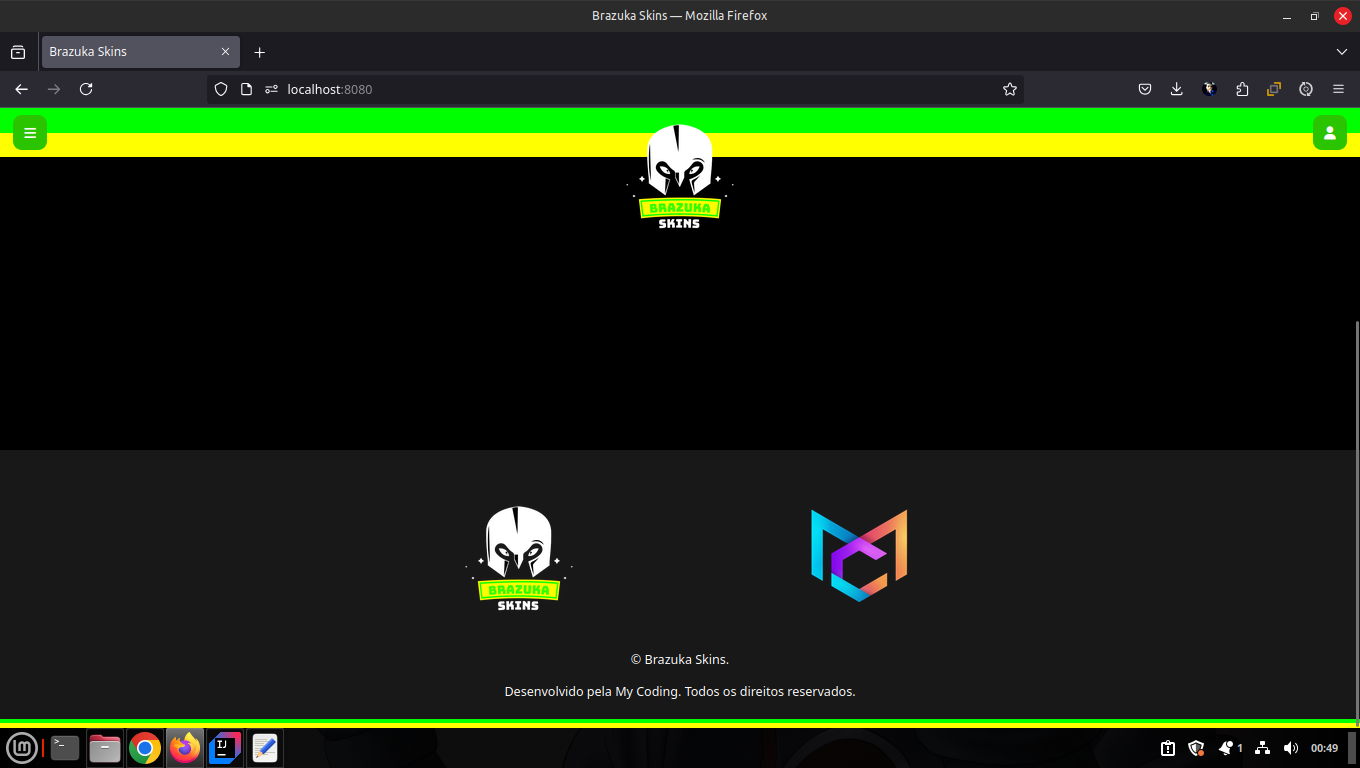 Brazuka Skins — Mozilla Firefox
Brazuka Skins
localhost:8080
BRAZUKA
SKINS
BRAZUKA
SKINS
© Brazuka Skins.
Desenvolvido pela My Coding. Todos os direitos reservados.
>_
IJ
1
00:49